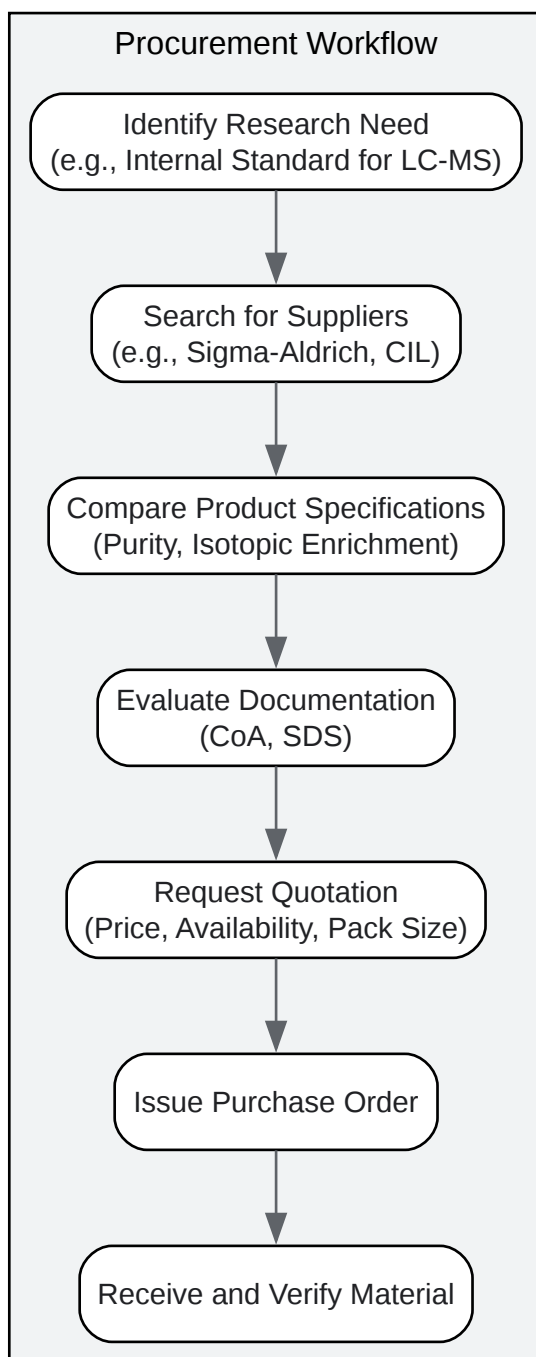 Procurement Workflow
Identify Research Need
(e.g., Internal Standard for LC-MS)
Search for Suppliers
(e.g., Sigma-Aldrich, CIL)
Compare Product Specifications
(Purity, Isotopic Enrichment)
Evaluate Documentation
(CoA, SDS)
Request Quotation
(Price, Availability, Pack Size)
Issue Purchase Order
Receive and Verify Material